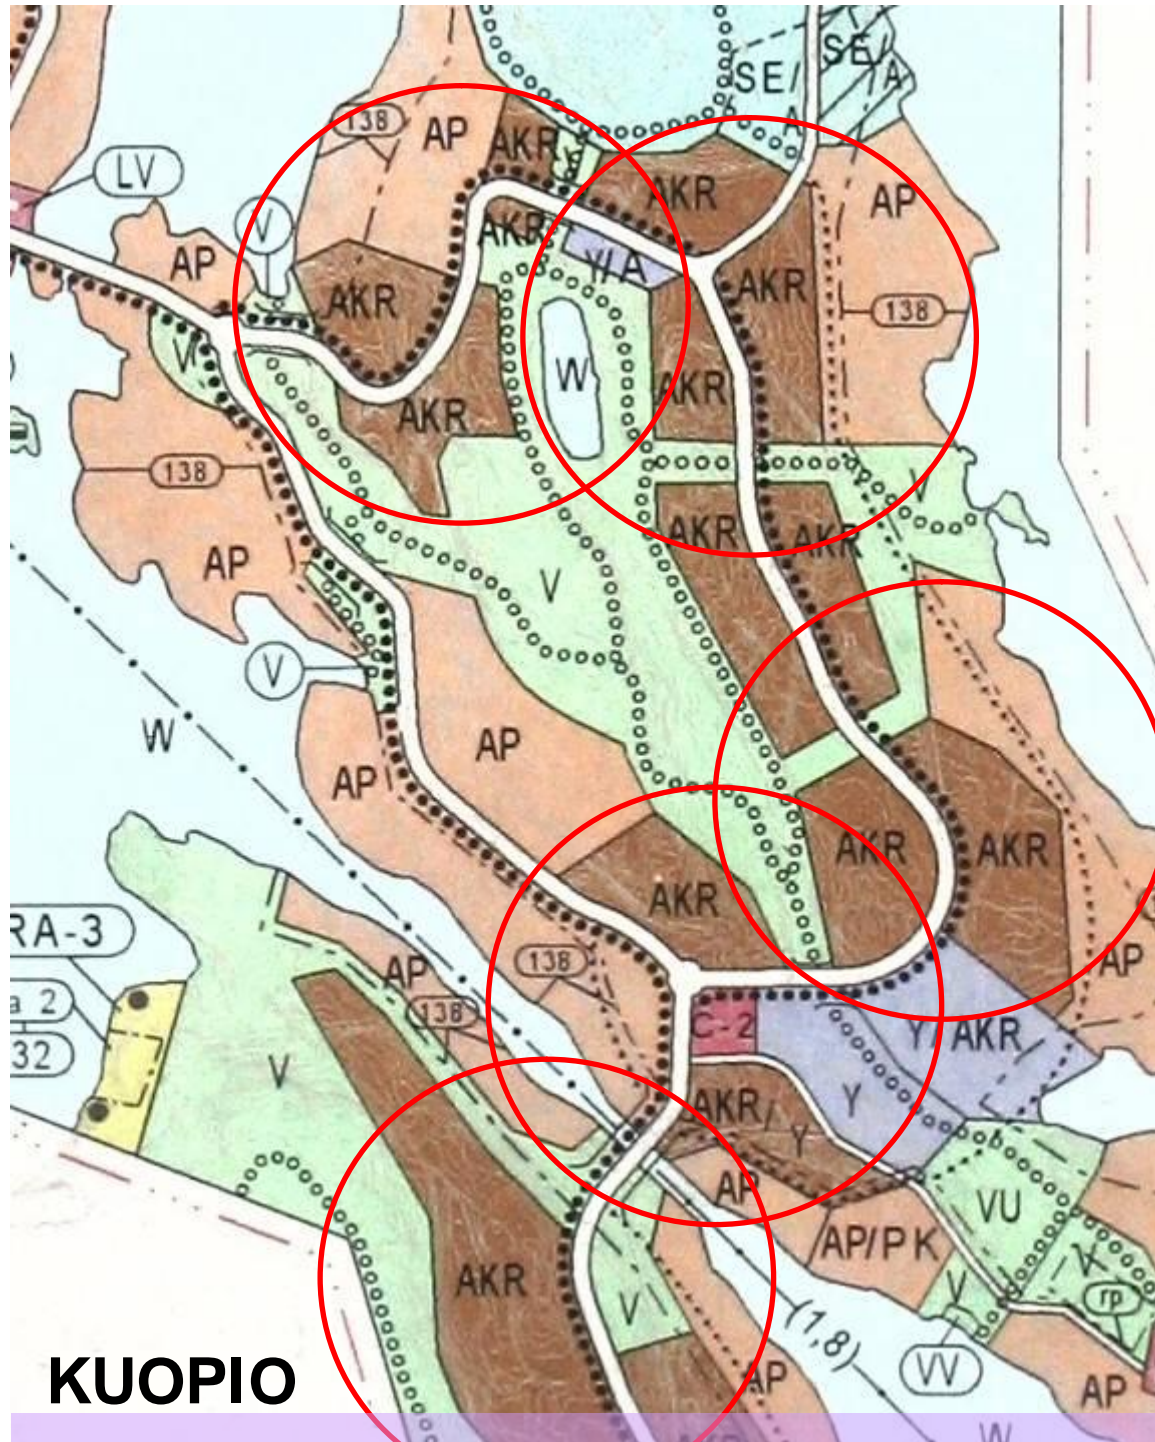 SE/
SE/
A
A
138
AP
AKR
LV
AKR
AP
V
AKR
AP
Y/A
AKR
AKR
138
V
W
AKR
AKR
138
V
AKR
AKR
AP
V
V
W
AP
AP
AKR
AKR
AKR
RA-3
AP
138
AP
a 2
138
C-2
Y/AKR
32
V
AKR/
Y
Y
AP
VU
AP/PK
V
AKR
V
V
rp
(1,8)
VV
KUOPIO
AP
AP
W